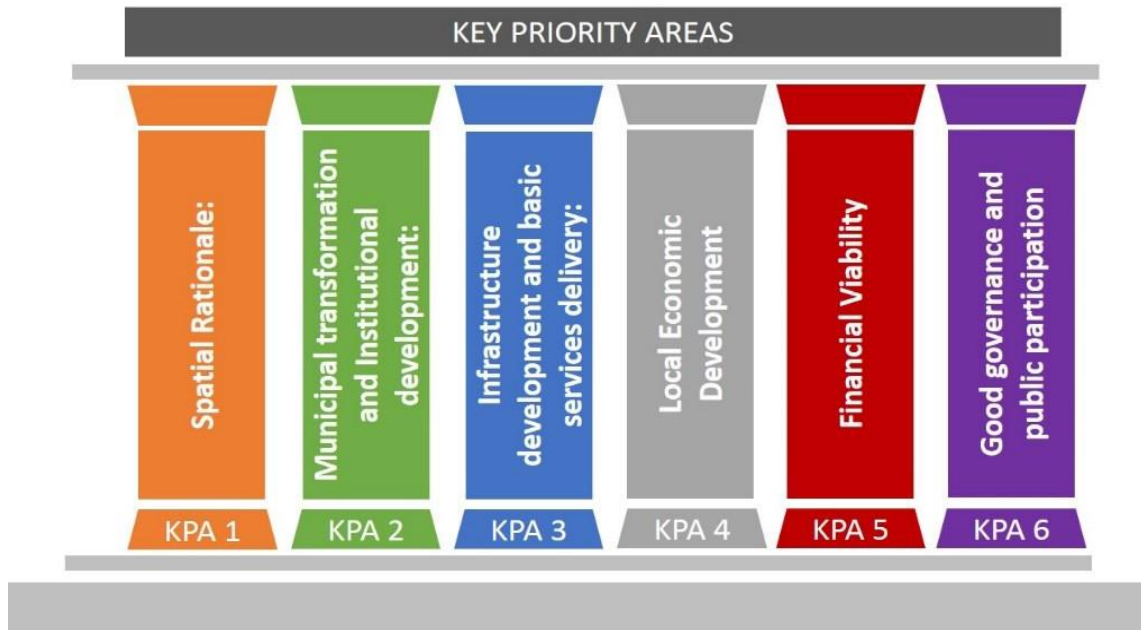 KEY PRIORITY AREAS
Spatial Rationale:
Municipal transformation
and Institutional
development:
Infrastructure
development and basic
services delivery:
Local Economic
Development
Financial Viability
Good governance and
public participation
KPA 1
KPA 2
KPA 3
KPA 4
KPA 5
KPA 6